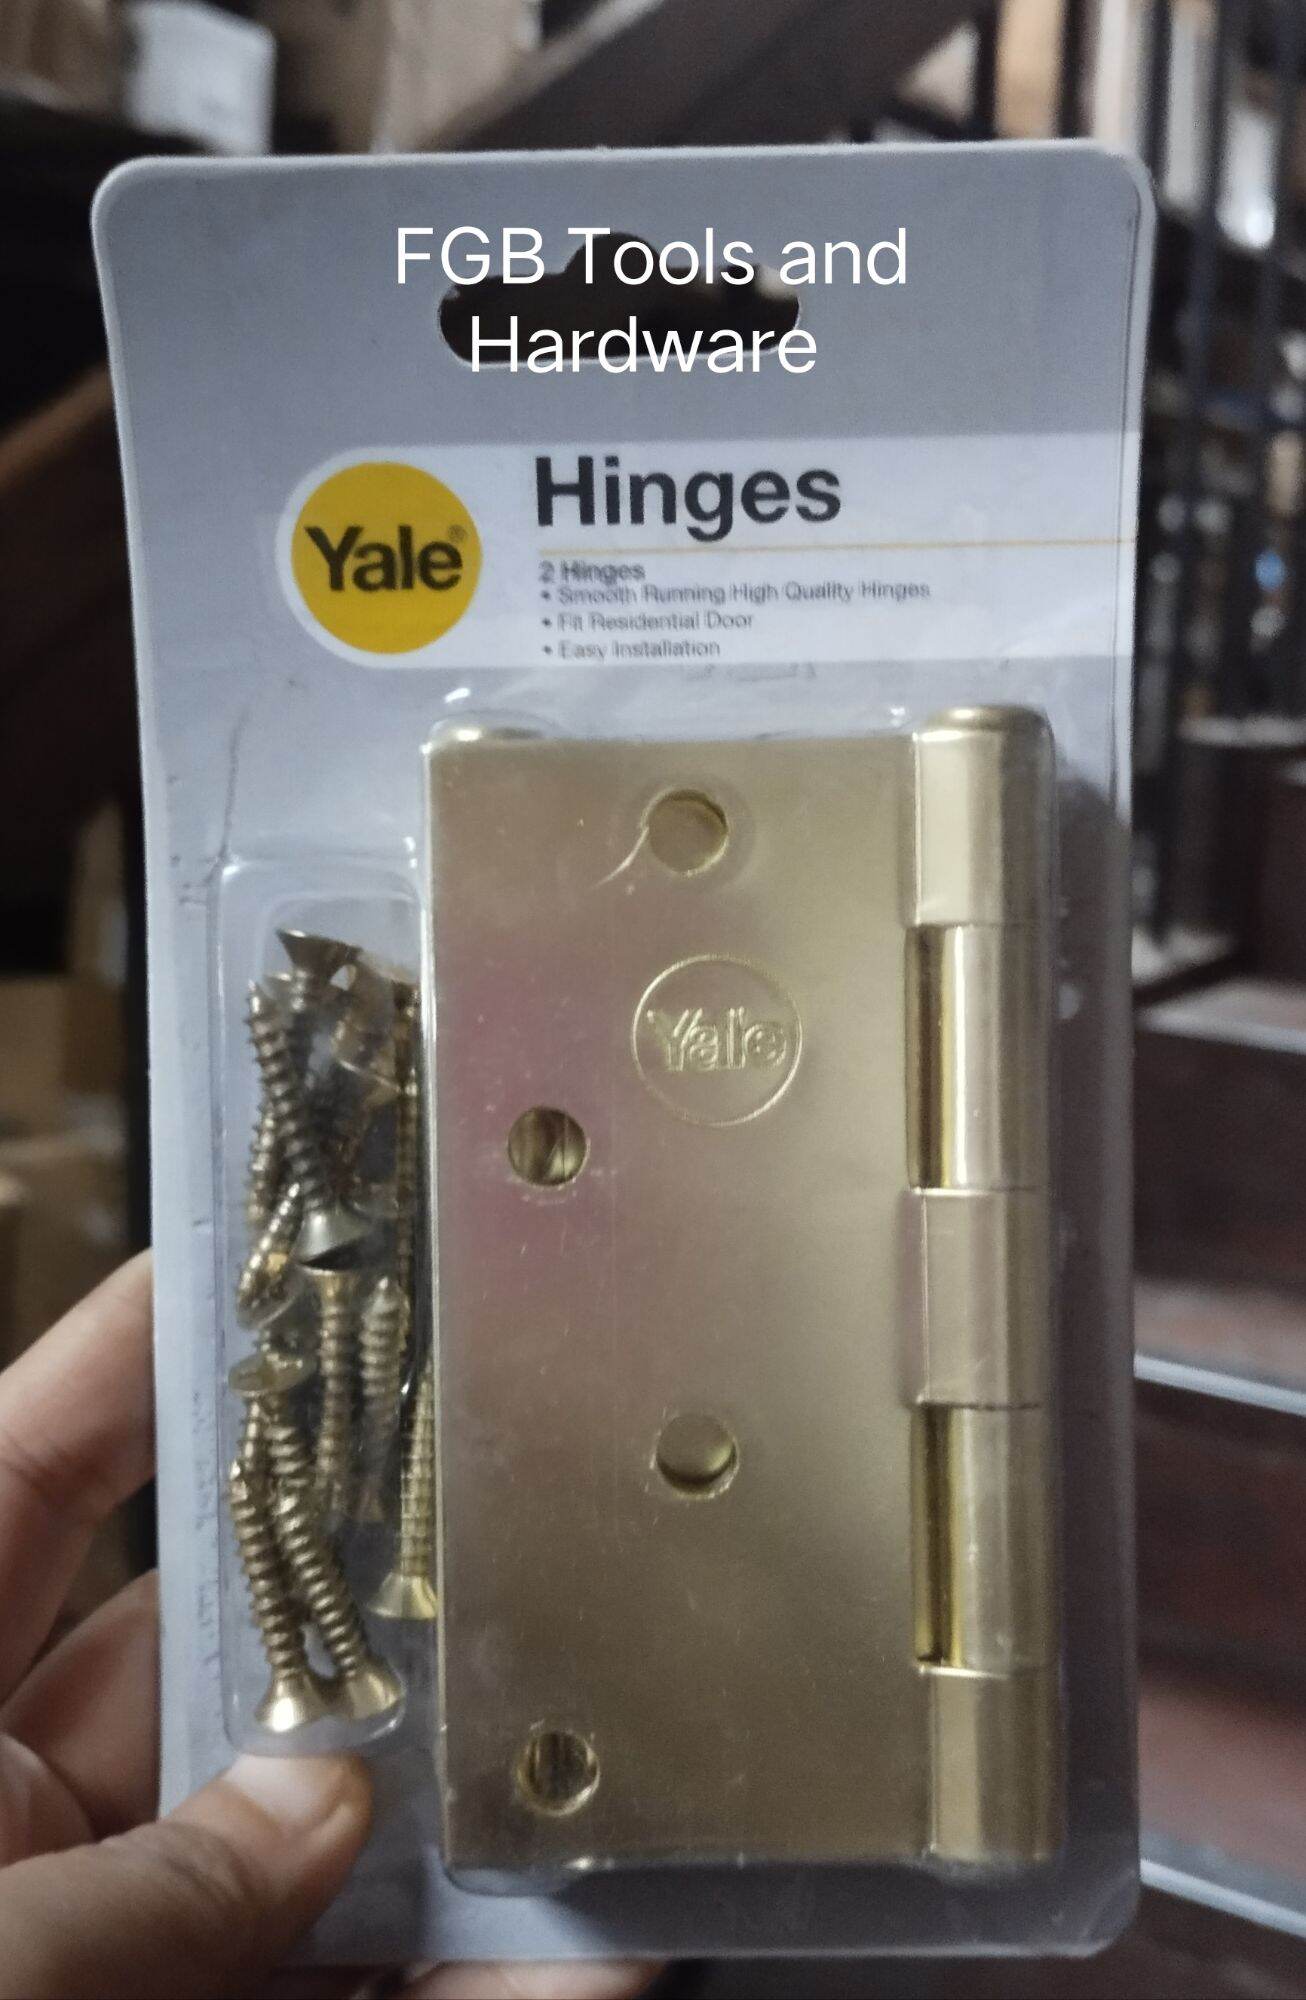 FGB Tools and
Hardware
Yale®
Hinges
2 Hinges
• Smooth Running High Quality Hinges
• Fit Residential Door
• Easy Installation
Yale